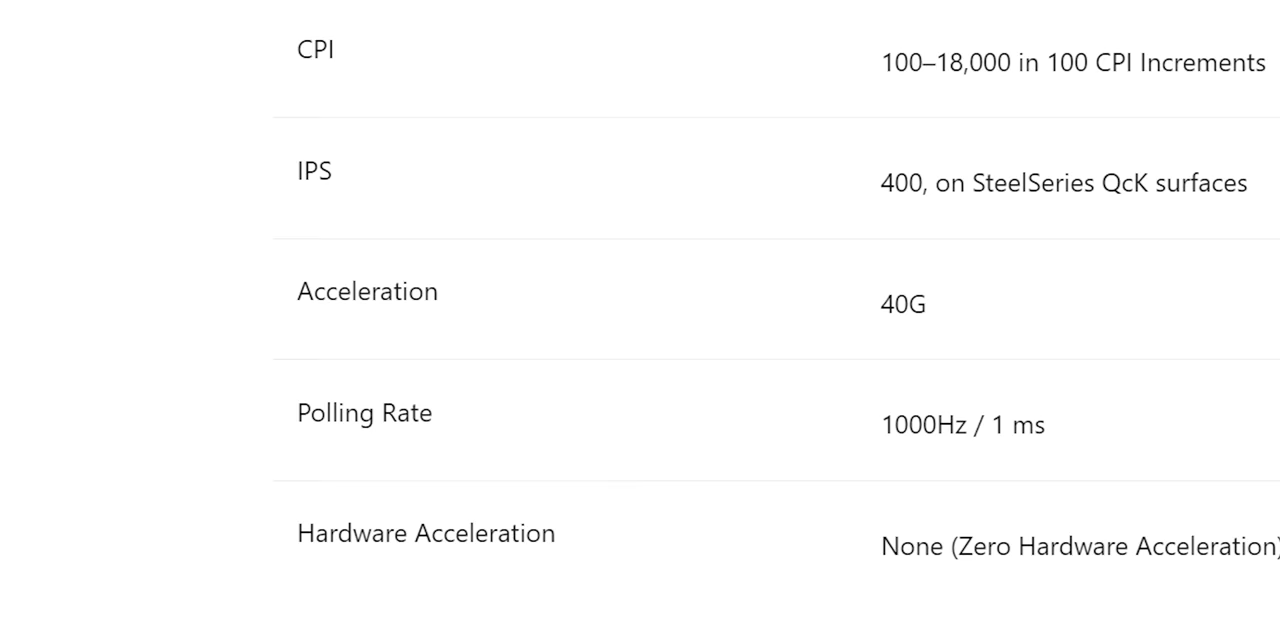 CPI
100–18,000 in 100 CPI Increments
IPS
400, on SteelSeries QcK surfaces
Acceleration
40G
Polling Rate
1000Hz / 1 ms
Hardware Acceleration
None (Zero Hardware Acceleration)